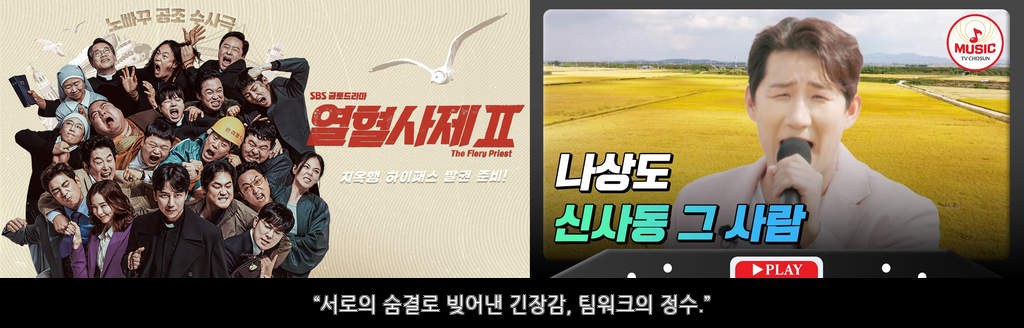 노빠꾸 공조 수사극
SBS 금토드라마
열혈사제 II
The Fiery Priest
지옥행 하이패스 발권 준비!
MUSIC
TV CHOSUN
나상도
신사동 그 사람
PLAY
“서로의 숨결로 빚어낸 긴장감, 팀워크의 정수.”